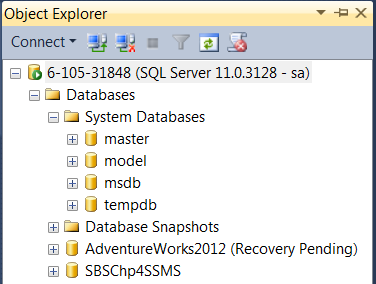 Object Explorer
Connect
6-105-31848 (SQL Server 11.0.3128 - sa)
Databases
System Databases
master
model
msdb
tempdb
Database Snapshots
AdventureWorks2012 (Recovery Pending)
SBSChp4SSMS